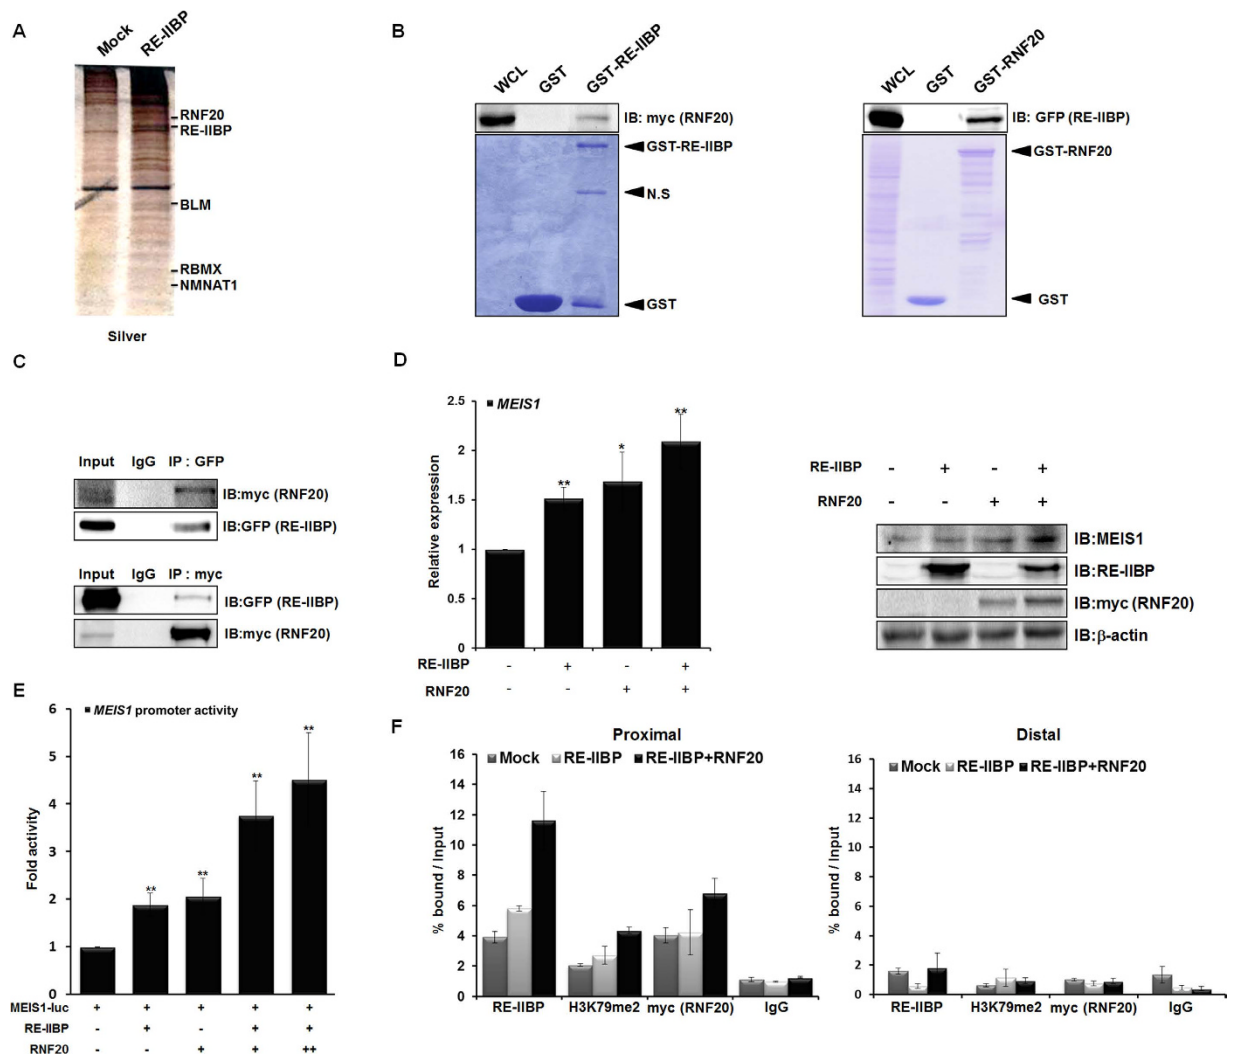 A
Mock RE-IIBP
RNF20
RE-IIBP
BLM
RBMX
NMNAT1
Silver
B
WCL GST GST-RE-IIBP
IB: myc (RNF20)
GST-RE-IIBP
N.S
GST
WCL GST GST-RNF20
IB: GFP (RE-IIBP)
GST-RNF20
GST
C
Input IgG IP : GFP
IB:myc (RNF20)
IB:GFP (RE-IIBP)
Input IgG IP : myc
IB:GFP (RE-IIBP)
IB:myc (RNF20)
D
MEIS1
Relative expression
2.5
2
1.5
1
0.5
0
** * **
RE-IIBP - + - +
RNF20 - - + +
RE-IIBP - + - +
RNF20 - - + +
IB:MEIS1
IB:RE-IIBP
IB:myc (RNF20)
IB:β-actin
E
MEIS1 promoter activity
Fold activity
6
5
4
3
2
1
0
** ** ** **
MEIS1-luc + + + + +
RE-IIBP - + - + +
RNF20 - - + + ++
F
Proximal
Mock RE-IIBP RE-IIBP+RNF20
% bound / Input
16
14
12
10
8
6
4
2
0
RE-IIBP H3K79me2 myc (RNF20) IgG
Distal
Mock RE-IIBP RE-IIBP+RNF20
% bound / Input
16
14
12
10
8
6
4
2
0
RE-IIBP H3K79me2 myc (RNF20) IgG